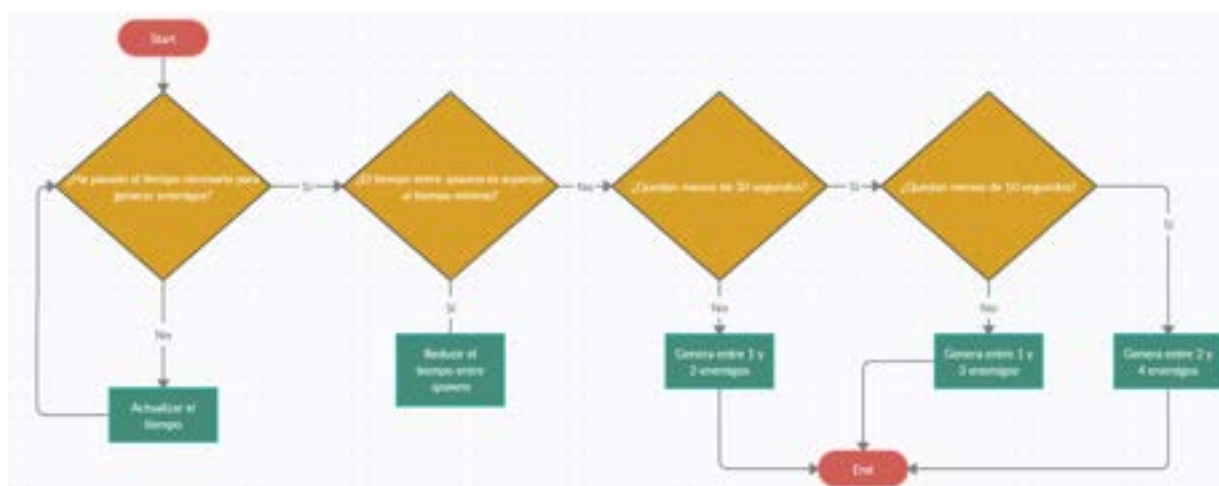 Start
¿Ha pasado el tiempo necesario para
generar enemigos?
Sí
¿El tiempo entre spawns es superior
al tiempo mínimo?
No
¿Quedan menos de 30 segundos?
Sí
¿Quedan menos de 10 segundos?
Sí
No
Sí
No
No
Actualizar el
tiempo
Reducir el
tiempo entre
spawns
Genera entre 1 y
2 enemigos
Genera entre 1 y
3 enemigos
Genera entre 2 y
4 enemigos
End